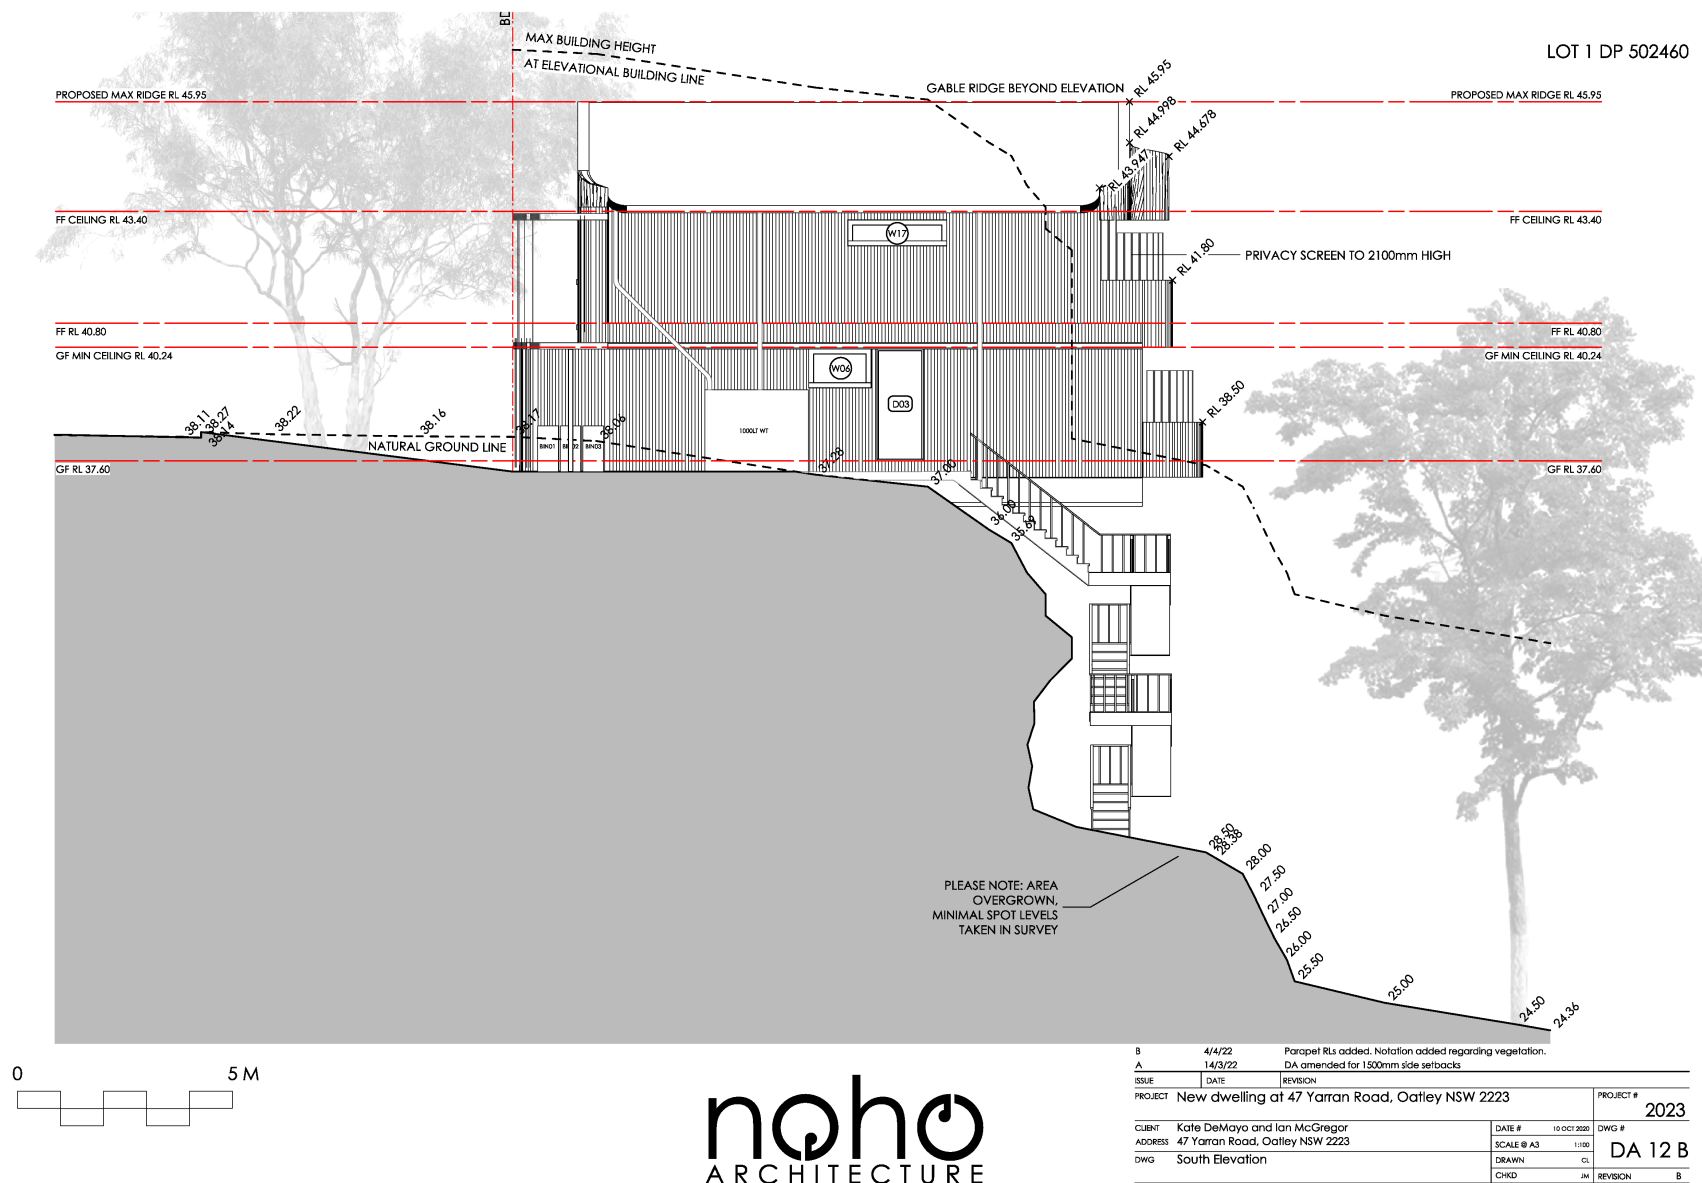 BD
MAX BUILDING HEIGHT
AT ELEVATIONAL BUILDING LINE
LOT 1 DP 502460
GABLE RIDGE BEYOND ELEVATION
RL 45.95
PROPOSED MAX RIDGE RL 45.95
PROPOSED MAX RIDGE RL 45.95
RL 44.998
RL 44.678
RL 43.947
FF CEILING RL 43.40
FF CEILING RL 43.40
W17
RL 41.80
PRIVACY SCREEN TO 2100mm HIGH
FF RL 40.80
FF RL 40.80
GF MIN CEILING RL 40.24
GF MIN CEILING RL 40.24
W06
D03
RL 38.50
38.11
38.27
38.14
38.22
38.16
38.17
38.06
NATURAL GROUND LINE
BIN01
BIN02
BIN03
1000LT WT
GF RL 37.60
GF RL 37.60
37.28
37.00
36.00
35.69
28.50
28.38
28.00
27.50
27.00
26.50
26.00
25.50
25.00
24.50
24.36
PLEASE NOTE: AREA
OVERGROWN,
MINIMAL SPOT LEVELS
TAKEN IN SURVEY
0 5 M
noho
ARCHITECTURE
B 4/4/22 Parapet RLs added. Notation added regarding vegetation.
A 14/3/22 DA amended for 1500mm side setbacks
ISSUE DATE REVISION
PROJECT New dwelling at 47 Yarran Road, Oatley NSW 2223
PROJECT #
2023
CLIENT Kate DeMayo and Ian McGregor
ADDRESS 47 Yarran Road, Oatley NSW 2223
DWG South Elevation
DATE # 10 OCT 2020
SCALE @ A3 1:100
DRAWN CL
CHKD JM
DWG #
DA 12 B
REVISION B